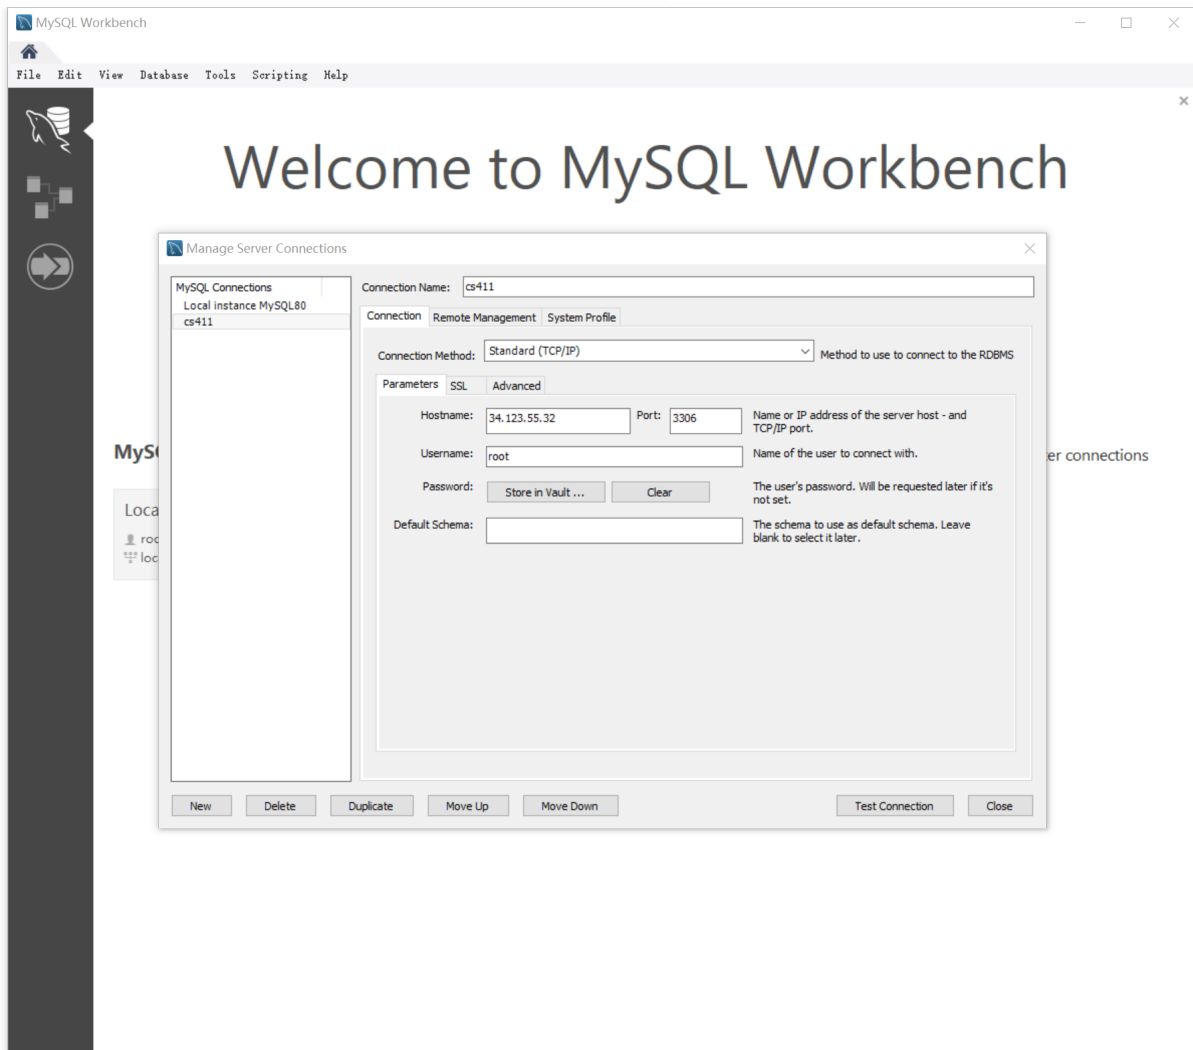 MySQL Workbench
File Edit View Database Tools Scripting Help
Welcome to MySQL Workbench
Manage Server Connections
MySQL Connections
Local instance MySQL80
cs411
Connection Name: cs411
Connection Remote Management System Profile
Connection Method: Standard (TCP/IP) Method to use to connect to the RDBMS
Parameters SSL Advanced
Hostname: 34.123.55.32 Port: 3306 Name or IP address of the server host - and
TCP/IP port.
Username: root Name of the user to connect with.
Password: Store in Vault ... Clear The user's password. Will be requested later if it's
not set.
Default Schema: The schema to use as default schema. Leave
blank to select it later.
New Delete Duplicate Move Up Move Down Test Connection Close
MyS
er connections
Loca
roo
loc